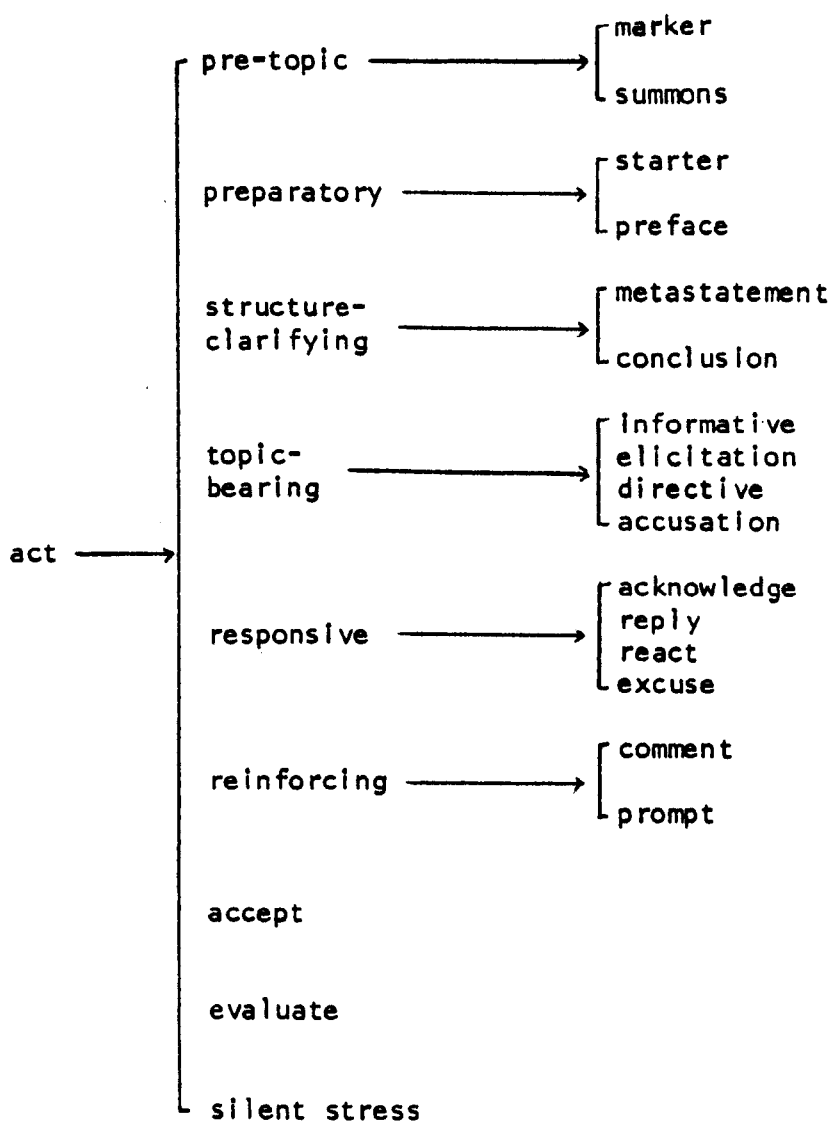 marker
pre-topic
summons
starter
preparatory
preface
structure-
clarifying
metastatement
conclusion
topic-
bearing
informative
elicitation
directive
accusation
act
responsive
acknowledge
reply
react
excuse
reinforcing
comment
prompt
accept
evaluate
silent stress